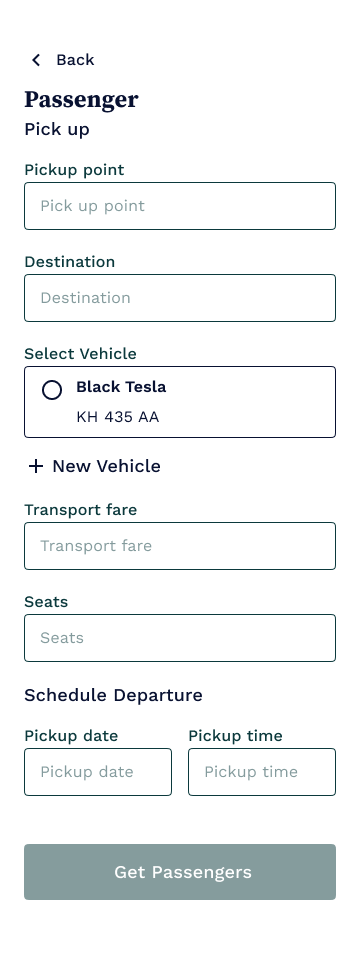 Back
Passenger
Pick up
Pickup point
Pick up point
Destination
Destination
Select Vehicle
Black Tesla
KH 435 AA
+ New Vehicle
Transport fare
Transport fare
Seats
Seats
Schedule Departure
Pickup date Pickup time
Pickup date Pickup time
Get Passengers